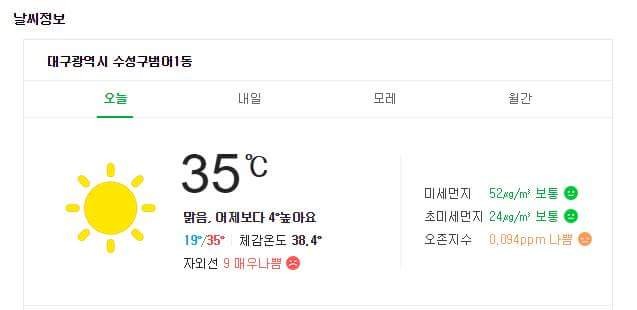 날씨정보
대구광역시 수성구범어1동
오늘 내일 모레 월간
35℃
맑음, 어제보다 4°높아요
19°/35° 체감온도 38.4°
자외선 9 매우나쁨
미세먼지 52㎍/㎥ 보통
초미세먼지 24㎍/㎥ 보통
오존지수 0.094ppm 나쁨